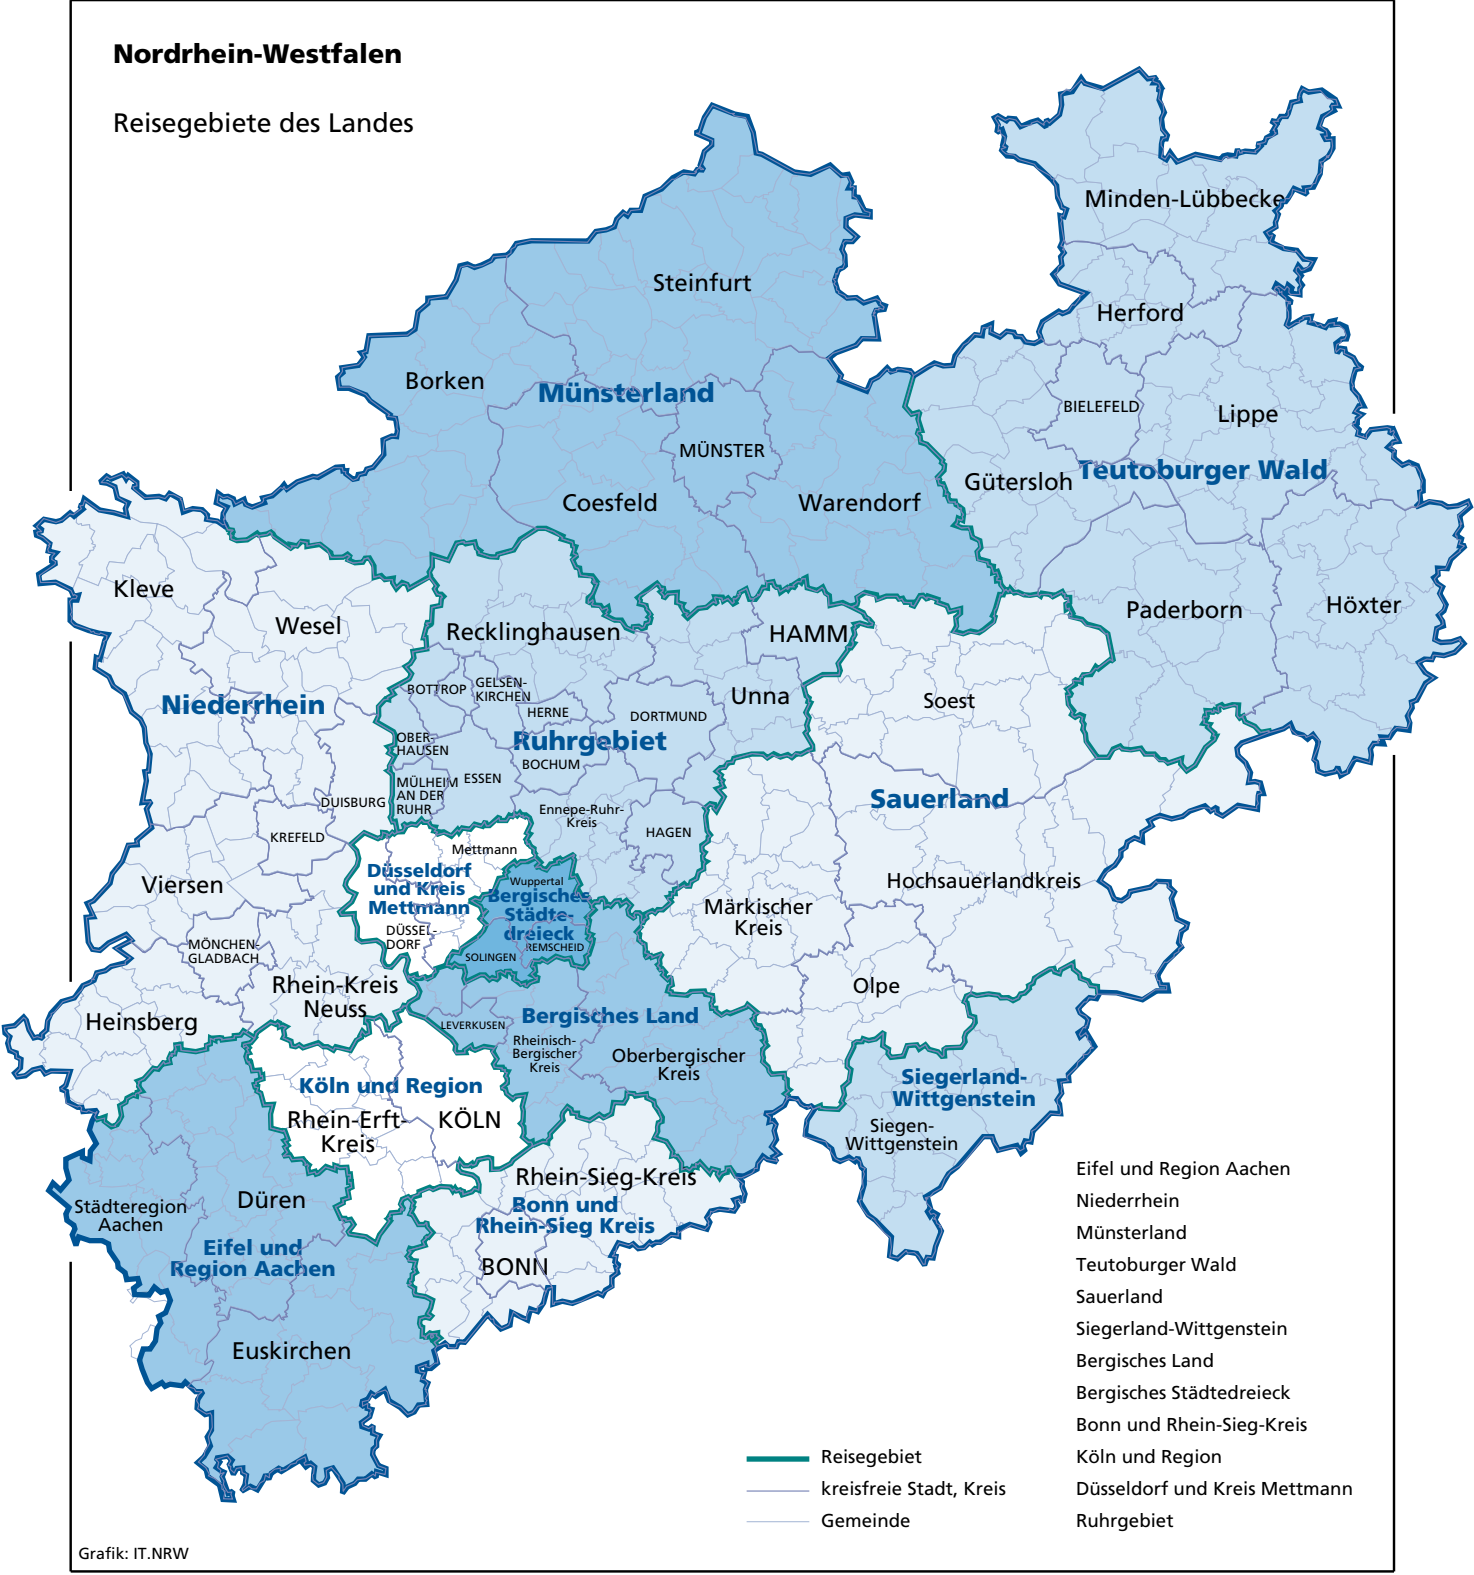 Nordrhein-Westfalen
Reisegebiete des Landes
Minden-Lübbecke
Steinfurt
Herford
Borken
Münsterland
BIELEFELD
Lippe
MÜNSTER
Teutoburger Wald
Gütersloh
Coesfeld
Warendorf
Kleve
Wesel
Recklinghausen
HAMM
Paderborn
Höxter
Niederrhein
BOTTROP
GELSEN-
KIRCHEN
HERNE
DORTMUND
Unna
Soest
OBER-
HAUSEN
Ruhrgebiet
BOCHUM
MÜLHEIM
AN DER
RUHR
ESSEN
DUISBURG
Ennepe-Ruhr-
Kreis
HAGEN
Sauerland
KREFELD
Mettmann
Düsseldorf
und Kreis
Mettmann
DÜSSEL-
DORF
Viersen
Wuppertal
Bergisches
Städte-
dreieck
REMSCHEID
SOLINGEN
Hochsauerlandkreis
Märkischer
Kreis
MÖNCHEN-
GLADBACH
Rhein-Kreis
Neuss
Olpe
Heinsberg
LEVERKUSEN
Bergisches Land
Rheinisch-
Bergischer
Kreis
Oberbergischer
Kreis
Köln und Region
Rhein-Erft-
Kreis
KÖLN
Siegerland-
Wittgenstein
Siegen-
Wittgenstein
Städteregion
Aachen
Düren
Rhein-Sieg-Kreis
Bonn und
Rhein-Sieg Kreis
BONN
Eifel und
Region Aachen
Euskirchen
Eifel und Region Aachen
Niederrhein
Münsterland
Teutoburger Wald
Sauerland
Siegerland-Wittgenstein
Bergisches Land
Bergisches Städtedreieck
Bonn und Rhein-Sieg-Kreis
Köln und Region
Düsseldorf und Kreis Mettmann
Ruhrgebiet
Reisegebiet
kreisfreie Stadt, Kreis
Gemeinde
Grafik: IT.NRW